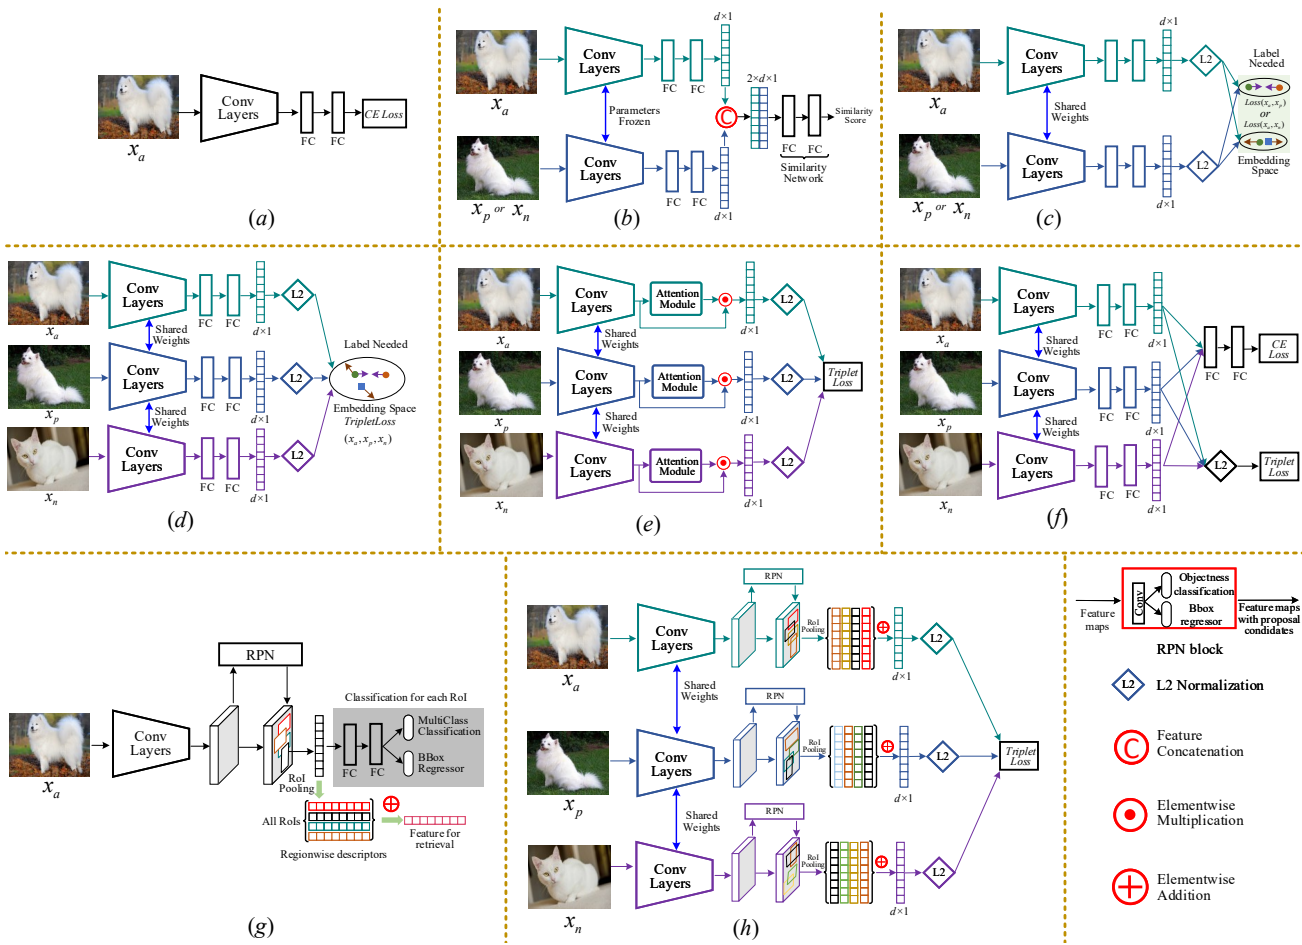 x_a
Conv
Layers
FC
FC
CE Loss
(a)
x_a
Conv
Layers
FC
FC
d×1
Parameters
Frozen
C
2×d×1
FC
FC
Similarity
Score
Similarity
Network
Conv
Layers
FC
FC
d×1
x_p or x_n
(b)
x_a
Conv
Layers
d×1
L2
Shared
Weights
Label
Needed
Loss(x_a, x_p)
or
Loss(x_a, x_n)
Embedding
Space
Conv
Layers
d×1
L2
x_p or x_n
(c)
x_a
Conv
Layers
FC
FC
d×1
L2
Shared
Weights
x_p
Conv
Layers
FC
FC
d×1
L2
Shared
Weights
x_n
Conv
Layers
FC
FC
d×1
L2
Label Needed
Embedding Space
TripletLoss
(x_a, x_p, x_n)
(d)
x_a
Conv
Layers
Attention
Module
d×1
L2
Shared
Weights
x_p
Conv
Layers
Attention
Module
d×1
L2
Shared
Weights
x_n
Conv
Layers
Attention
Module
d×1
L2
Triplet
Loss
(e)
x_a
Conv
Layers
FC
FC
d×1
Shared
Weights
x_p
Conv
Layers
FC
FC
d×1
Shared
Weights
x_n
Conv
Layers
FC
FC
d×1
FC
FC
CE
Loss
L2
Triplet
Loss
(f)
x_a
Conv
Layers
RPN
RoI
Pooling
Classification for each RoI
FC
FC
MultiClass
Classification
BBox
Regressor
All RoIs
Regionwise descriptors
Feature for
retrieval
(g)
x_a
Conv
Layers
RPN
RoI
Pooling
d×1
L2
Shared
Weights
x_p
Conv
Layers
RPN
RoI
Pooling
d×1
L2
Shared
Weights
x_n
Conv
Layers
RPN
RoI
Pooling
d×1
L2
Triplet
Loss
(h)
Feature
maps
Conv
Objectness
classification
Bbox
regressor
Feature maps
with proposal
candidates
RPN block
L2
L2 Normalization
C
Feature
Concatenation
Elementwise
Multiplication
Elementwise
Addition